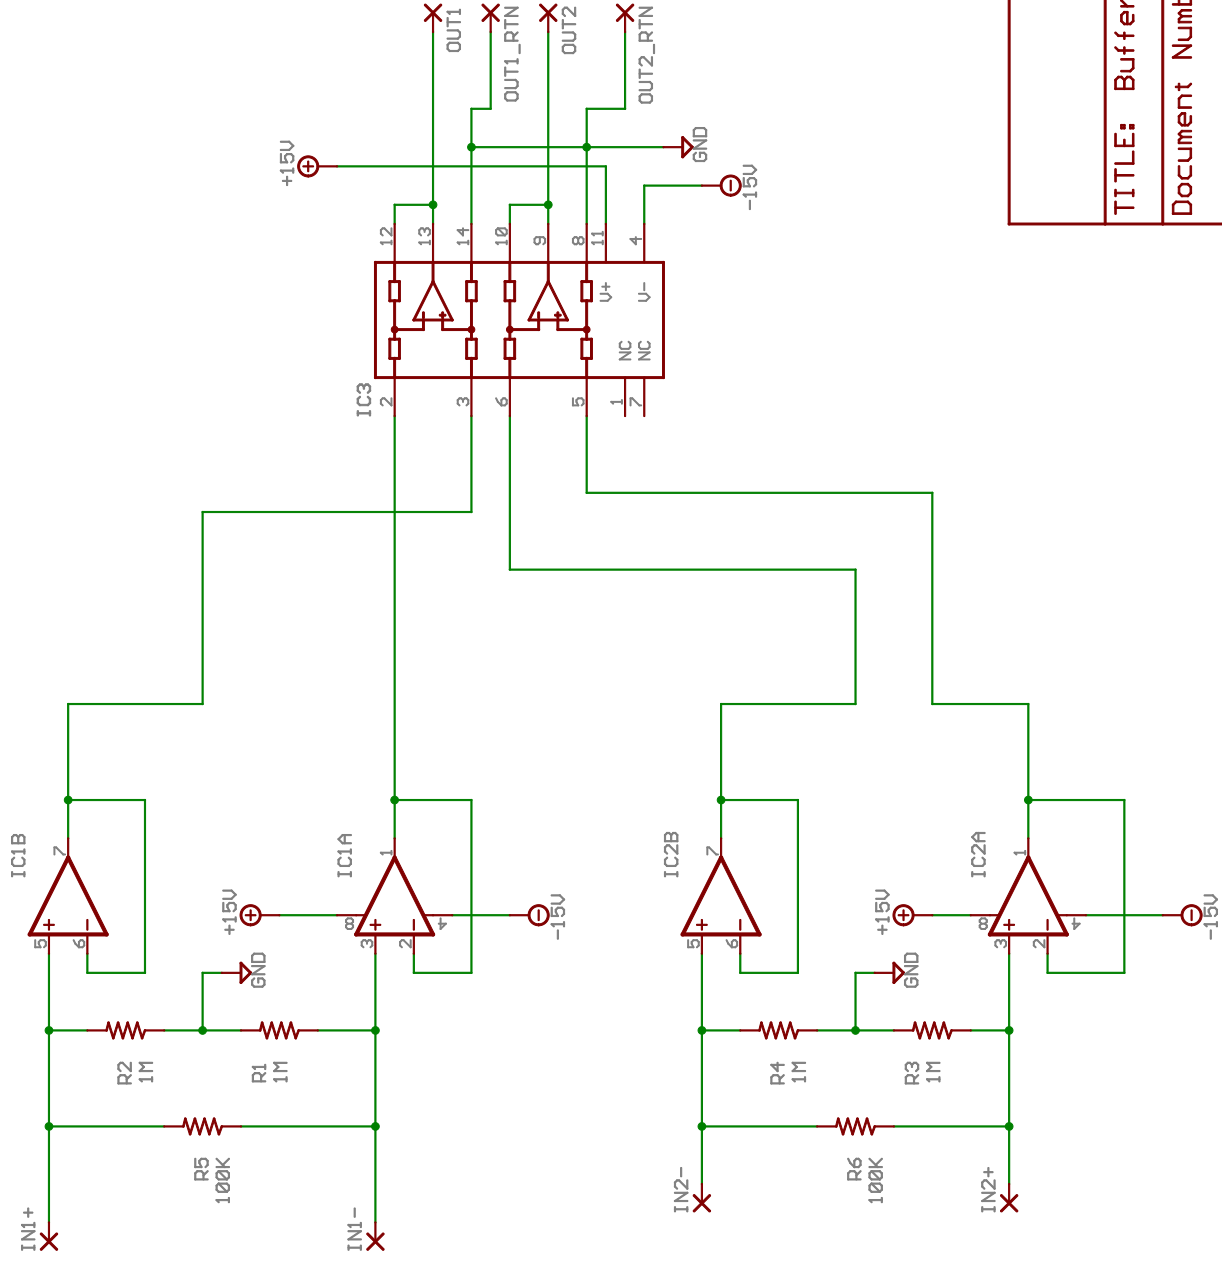 IN1+
IN1-
IN2-
IN2+
R5
100K
R6
100K
R2
1M
R1
1M
R4
1M
R3
1M
GND
GND
5
6
3
2
5
6
3
2
+
-
+
-
+
-
+
-
+15V
8
4
-15V
+15V
8
4
-15V
IC1B
7
IC1A
1
IC2B
7
IC2A
1
IC3
2
3
6
5
1
7
NC
NC
V+
V-
12
13
14
10
9
8
11
4
+15V
-15V
GND
OUT1
OUT1_RTN
OUT2
OUT2_RTN
TITLE: Buffer
Document